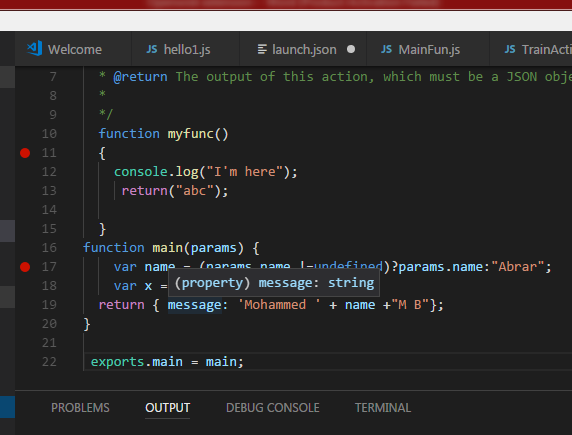 Welcome
JS hello1.js
launch.json
JS MainFun.js
JS TrainActi
7 * @return The output of this action, which must be a JSON obje
8 *
9 */
10 function myfunc()
11 {
12 console.log("I'm here");
13 return("abc");
14
15 }
16 function main(params) {
17 var name = (params.name !=undefined)?params.name:"Abrar";
18 var x =
(property) message: string
19 return { message: 'Mohammed ' + name +"M B"};
20 }
21
22 exports.main = main;
PROBLEMS
OUTPUT
DEBUG CONSOLE
TERMINAL